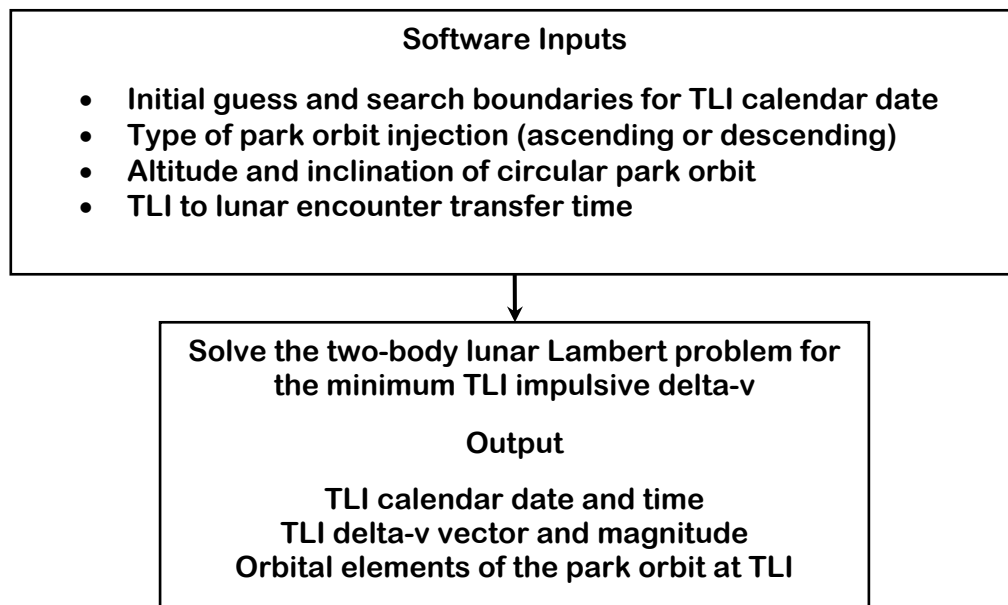 Software Inputs
• Initial guess and search boundaries for TLI calendar date
• Type of park orbit injection (ascending or descending)
• Altitude and inclination of circular park orbit
• TLI to lunar encounter transfer time
Solve the two-body lunar Lambert problem for
the minimum TLI impulsive delta-v
Output
TLI calendar date and time
TLI delta-v vector and magnitude
Orbital elements of the park orbit at TLI